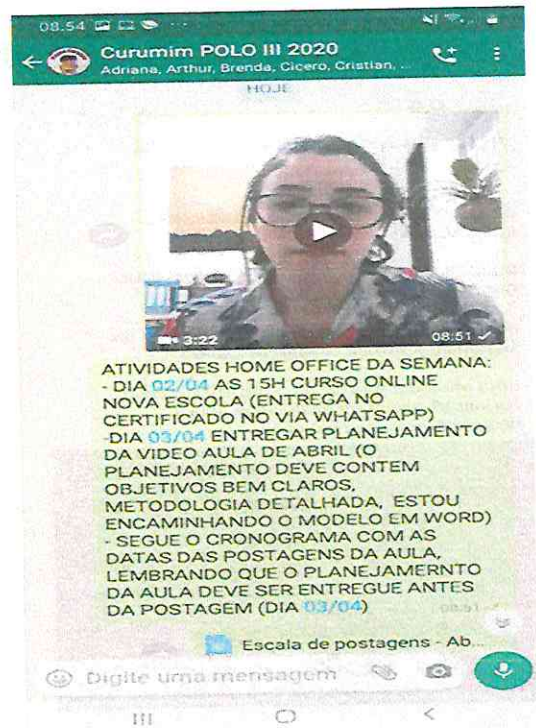 08.54
Curumim POLO III 2020
Adriana, Arthur, Brenda, Cicero, Cristian, ...
HOJE
3:22
08:51
ATIVIDADES HOME OFFICE DA SEMANA:
- DIA 02/04 AS 15H CURSO ONLINE
NOVA ESCOLA (ENTREGA NO
CERTIFICADO NO VIA WHATSAPP)
-DIA 03/04 ENTREGAR PLANEJAMENTO
DA VIDEO AULA DE ABRIL (O
PLANEJAMENTO DEVE CONTEM
OBJETIVOS BEM CLAROS,
METODOLOGIA DETALHADA, ESTOU
ENCAMINHANDO O MODELO EM WORD)
- SEGUE O CRONOGRAMA COM AS
DATAS DAS POSTAGENS DA AULA,
LEMBRANDO QUE O PLANEJAMERNTO
DA AULA DEVE SER ENTREGUE ANTES
DA POSTAGEM (DIA 03/04)
08:51
Escala de postagens - Ab...
Digite uma mensagem